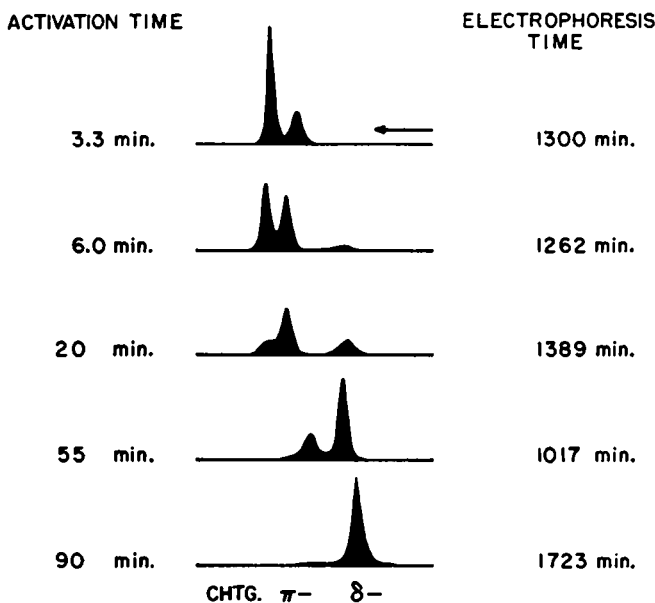 ACTIVATION TIME
ELECTROPHORESIS
TIME
3.3 min.
1300 min.
6.0 min.
1262 min.
20 min.
1389 min.
55 min.
1017 min.
90 min.
1723 min.
CHTG. π- δ-